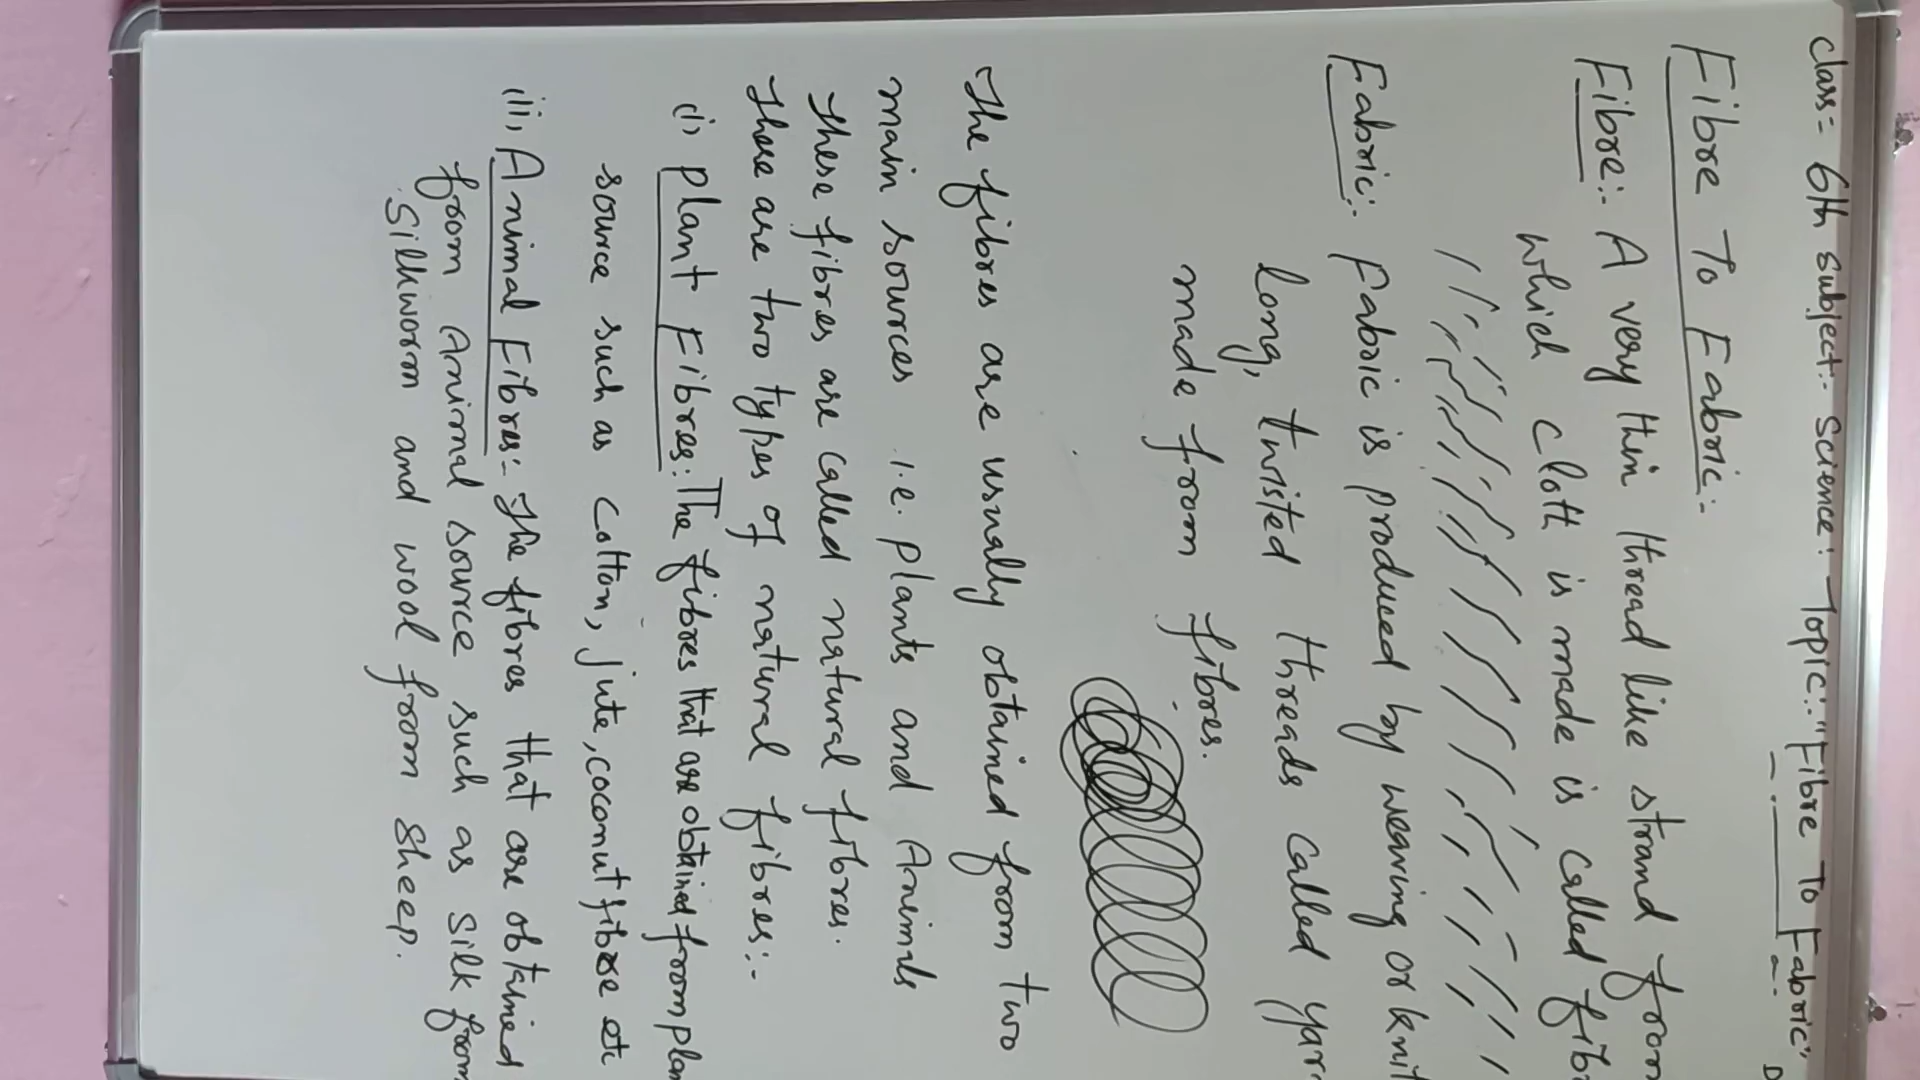 Class:- 6th Subject:- Science: Topic:- "Fibre To Fabric":
D
Fibre To Fabric:-
Fibre:- A very thin thread like strand from
which cloth is made is called fib
Fabric:- Fabric is produced by weaving or knit
long, twisted threads called yar
made from fibres.
The fibres are usually obtained from two
main sources i.e. plants and Animals
These fibres are called natural fibres.
There are two types of natural fibres:-
(i) plant Fibres: The fibres that are obtained from plan
source such as cotton, jute, coconut fibre etc
(ii) Animal Fibres:- The fibres that are obtained
from Animal source such as silk from
Silkworm and wool from sheep.